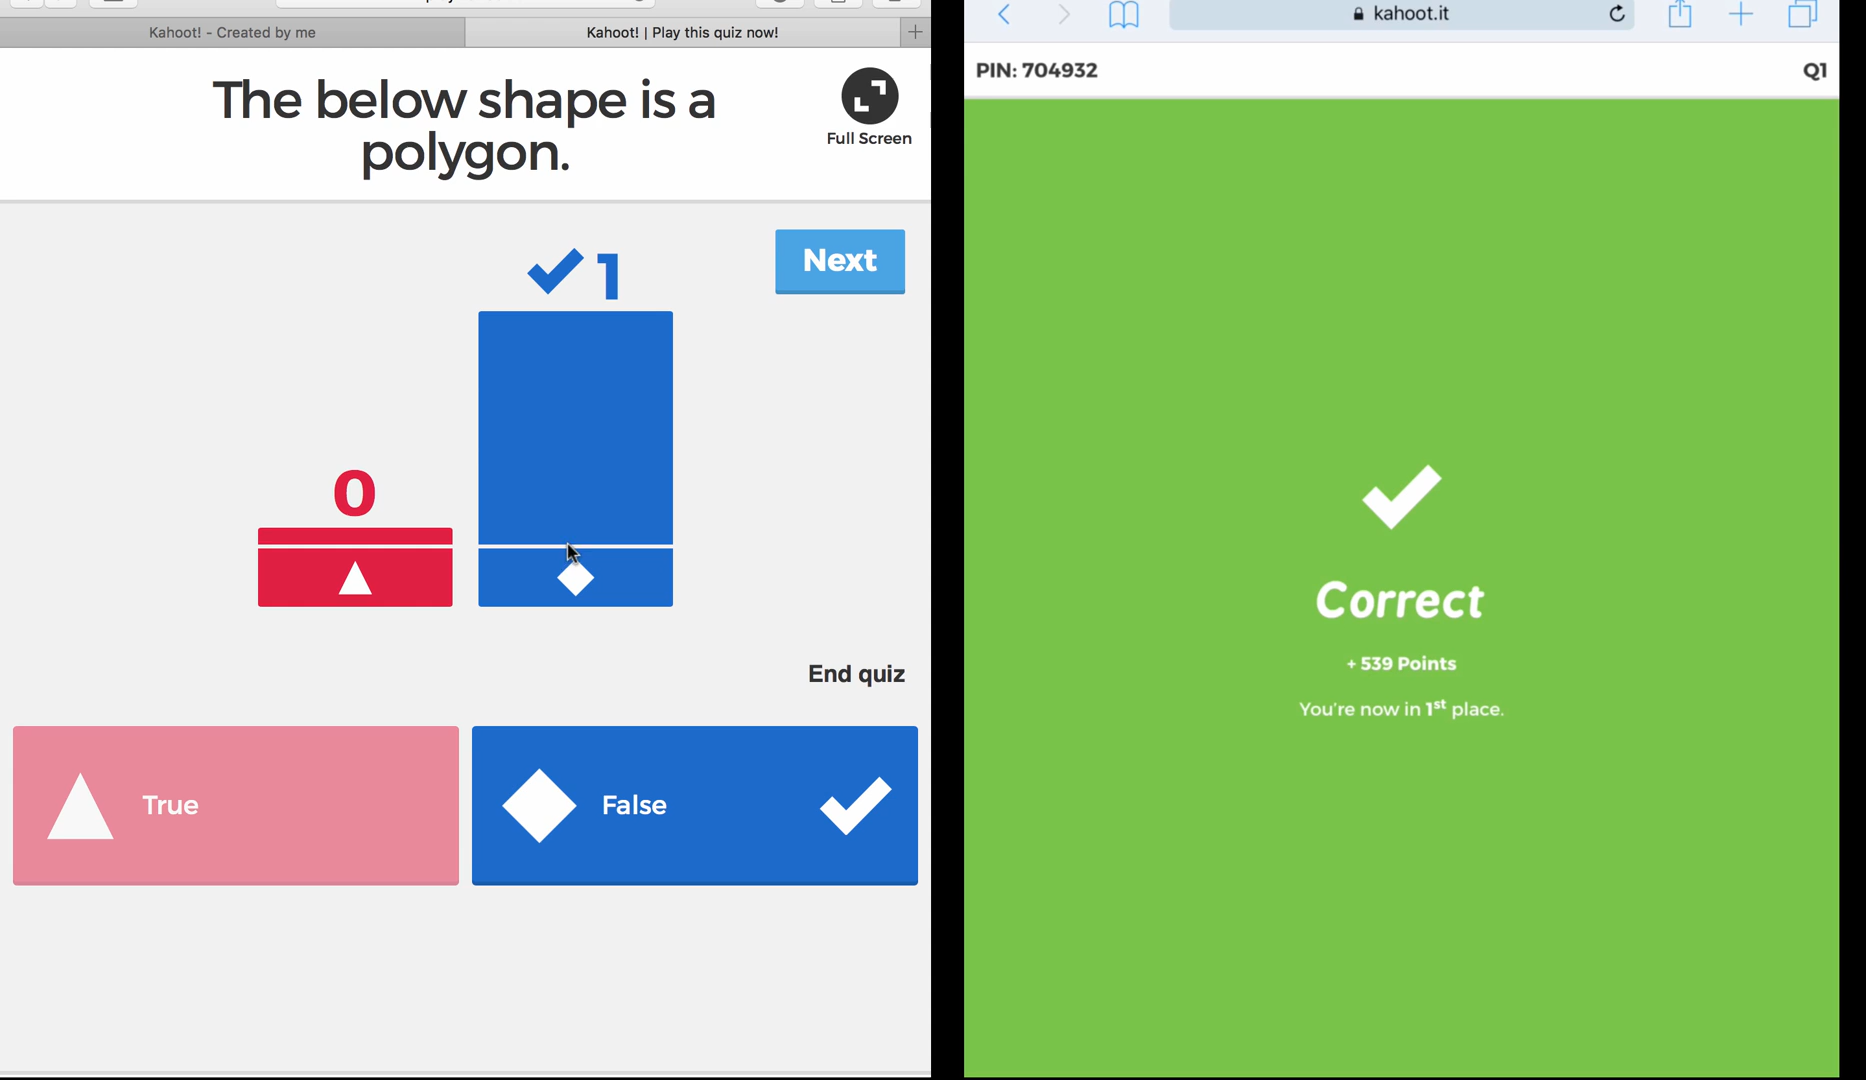 Kahoot! - Created by me
Kahoot! | Play this quiz now!
The below shape is a
polygon.
Full Screen
Next
1
0
End quiz
True
False
kahoot.it
PIN: 704932
Q1
Correct
+ 539 Points
You're now in 1st place.